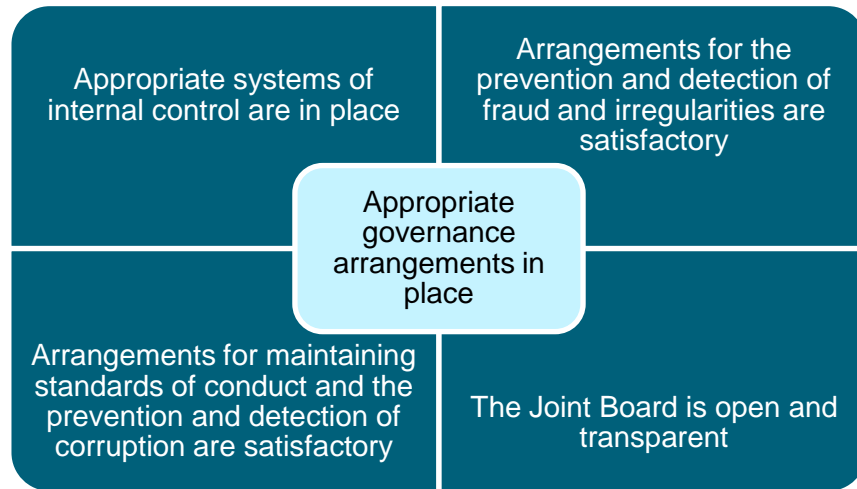 Appropriate systems of
internal control are in place
Arrangements for the
prevention and detection of
fraud and irregularities are
satisfactory
Appropriate
governance
arrangements in
place
Arrangements for maintaining
standards of conduct and the
prevention and detection of
corruption are satisfactory
The Joint Board is open and
transparent